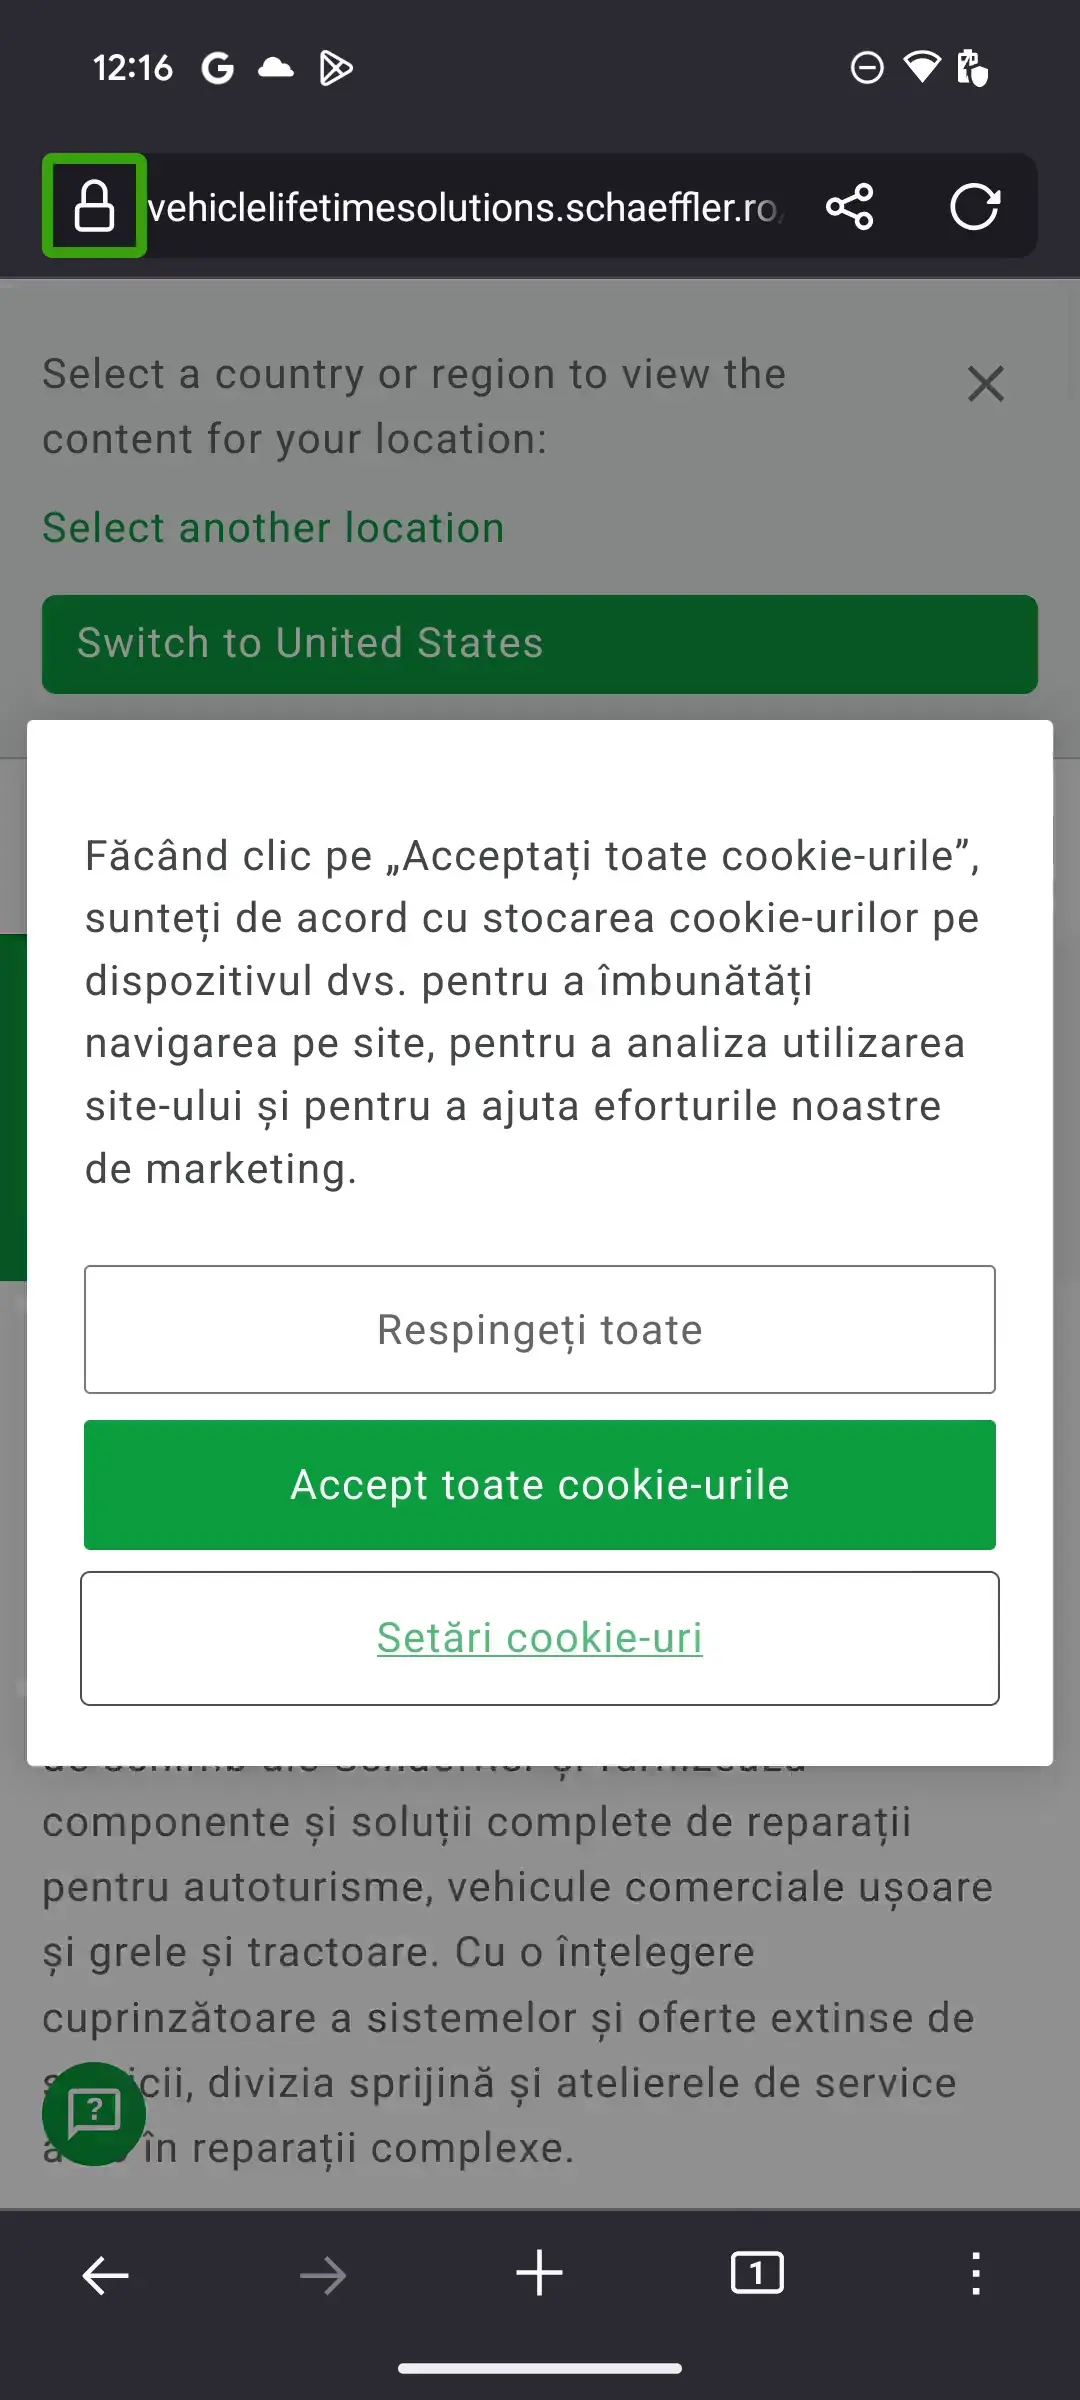 12:16
vehiclelifetimesolutions.schaeffler.ro
Select a country or region to view the
content for your location:
Select another location
Switch to United States
Făcând clic pe „Acceptați toate cookie-urile”,
sunteți de acord cu stocarea cookie-urilor pe
dispozitivul dvs. pentru a îmbunătăți
navigarea pe site, pentru a analiza utilizarea
site-ului și pentru a ajuta eforturile noastre
de marketing.
Respingeți toate
Accept toate cookie-urile
Setări cookie-uri
componente și soluții complete de reparații
pentru autoturisme, vehicule comerciale ușoare
și grele și tractoare. Cu o înțelegere
cuprinzătoare a sistemelor și oferte extinse de
divizia sprijină și atelierele de service
în reparații complexe.
1